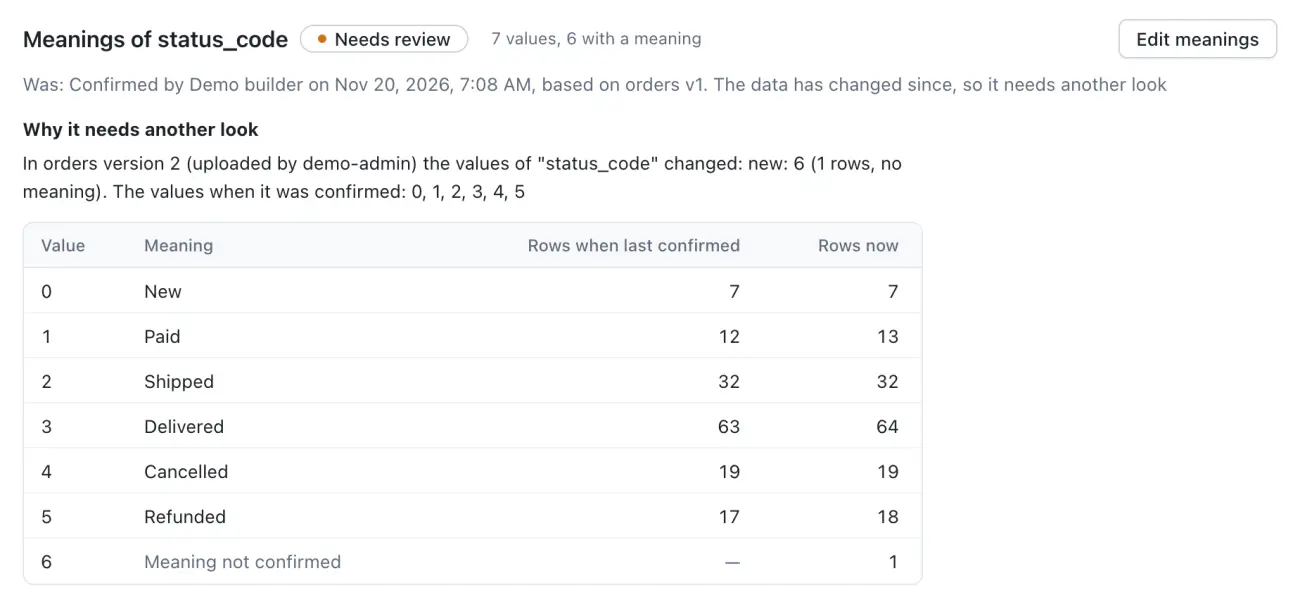 Meanings of status_code Needs review 7 values, 6 with a meaning Edit meanings
Was: Confirmed by Demo builder on Nov 20, 2026, 7:08 AM, based on orders v1. The data has changed since, so it needs another look
Why it needs another look
In orders version 2 (uploaded by demo-admin) the values of "status_code" changed: new: 6 (1 rows, no
meaning). The values when it was confirmed: 0, 1, 2, 3, 4, 5
Value Meaning Rows when last confirmed Rows now
0 New 7 7
1 Paid 12 13
2 Shipped 32 32
3 Delivered 63 64
4 Cancelled 19 19
5 Refunded 17 18
6 Meaning not confirmed — 1